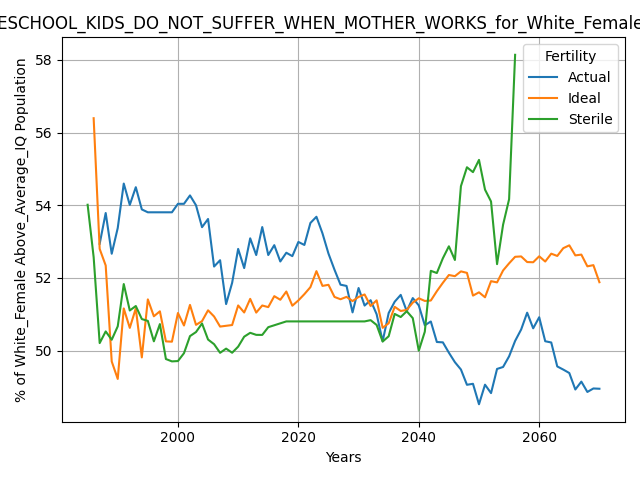 ESCHOOL_KIDS_DO_NOT_SUFFER_WHEN_MOTHER_WORKS_for_White_Female
Fertility
Actual
Ideal
Sterile
% of White_Female Above_Average_IQ Population
58
56
54
52
50
2000
2020
2040
2060
Years